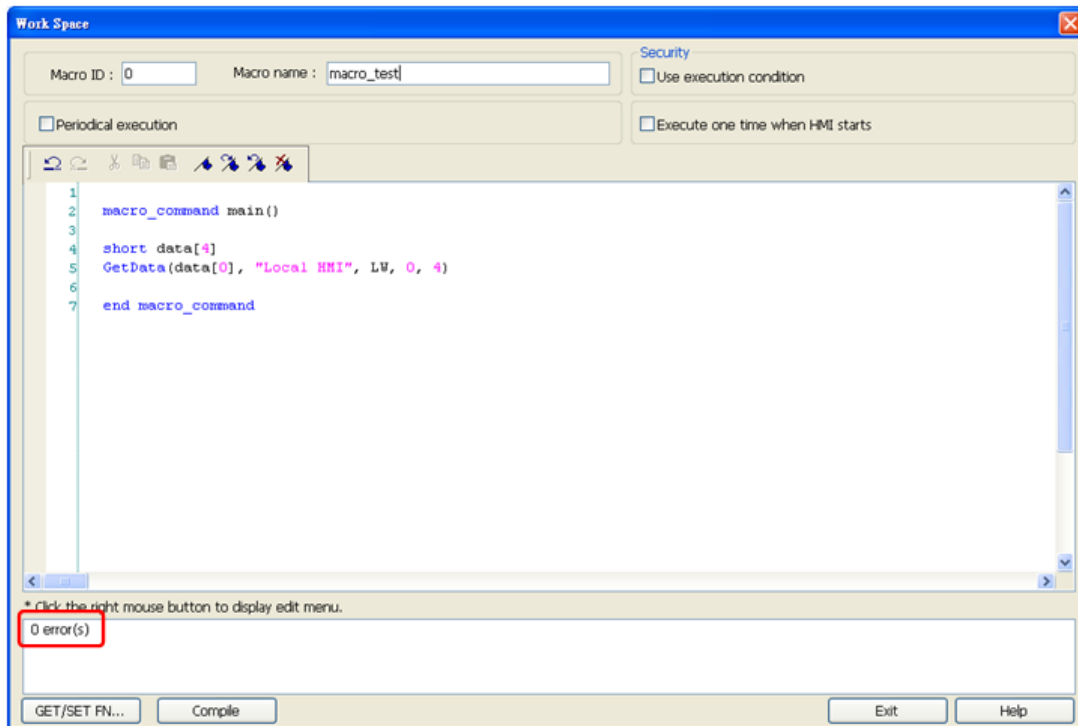 Work Space
Macro ID : 0 Macro name : macro_test
Security
Use execution condition
Periodical execution
Execute one time when HMI starts
1
2 macro_command main()
3
4 short data[4]
5 GetData(data[0], "Local HMI", LW, 0, 4)
6
7 end macro_command
* Click the right mouse button to display edit menu.
0 error(s)
GET/SET FN... Compile Exit Help